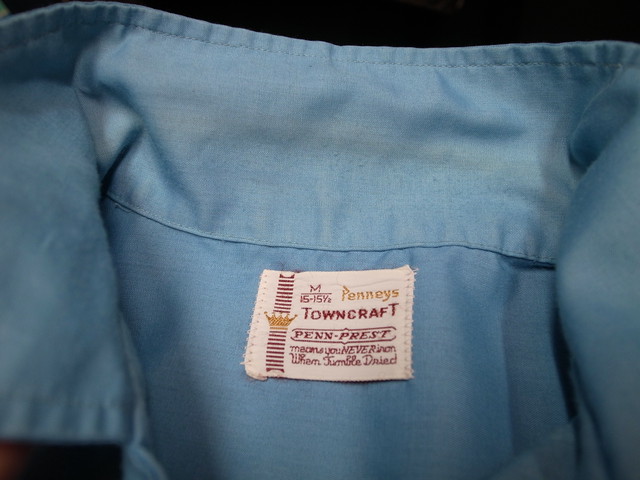 M
15-15½
Penneys
TOWNCRAFT
PENN-PREST
means you NEVER iron
When Tumble Dried